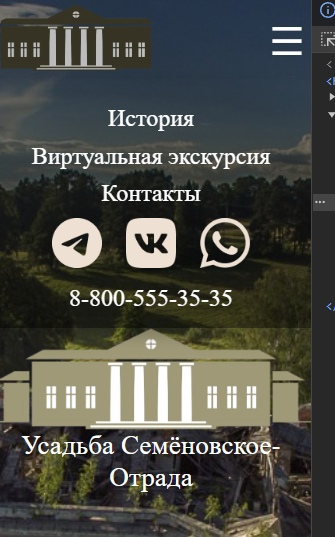 История
Виртуальная экскурсия
Контакты
8-800-555-35-35
Усадьба Семёновское-
Отрада